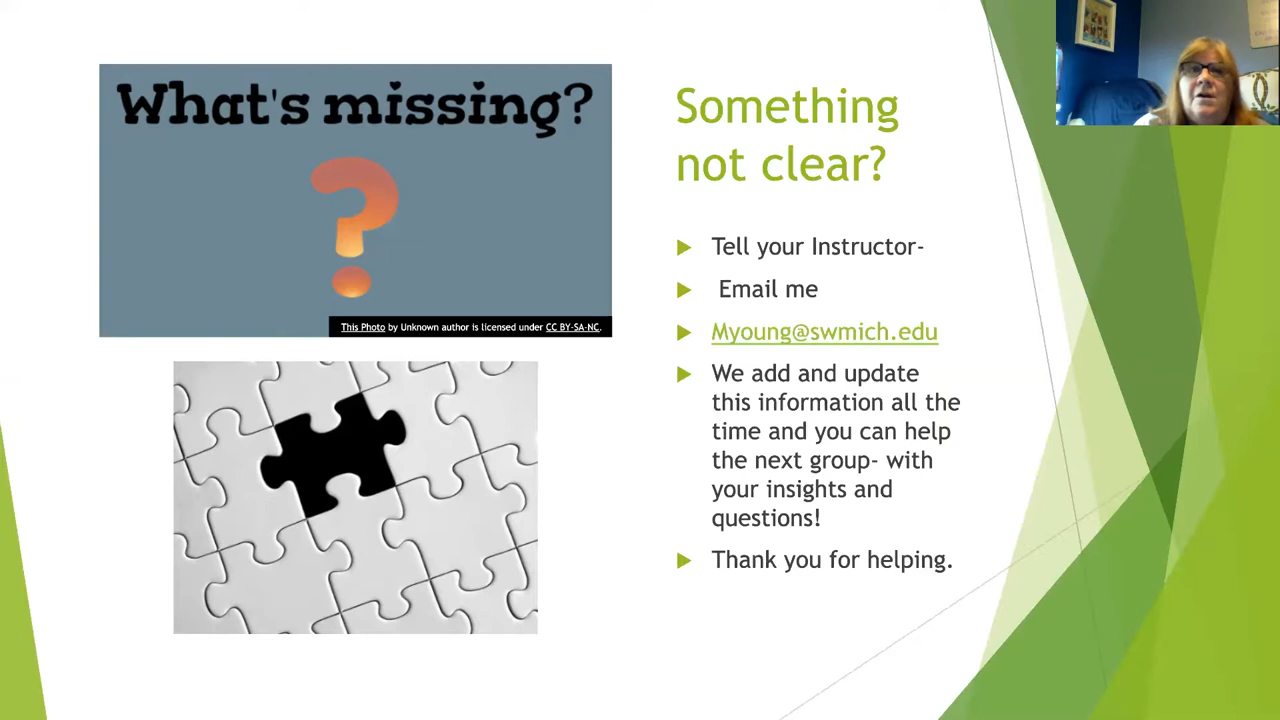 What's missing?
This Photo by Unknown author is licensed under CC BY-SA-NC.
Something
not clear?
Tell your Instructor-
Email me
Myoung@swmich.edu
We add and update
this information all the
time and you can help
the next group- with
your insights and
questions!
Thank you for helping.